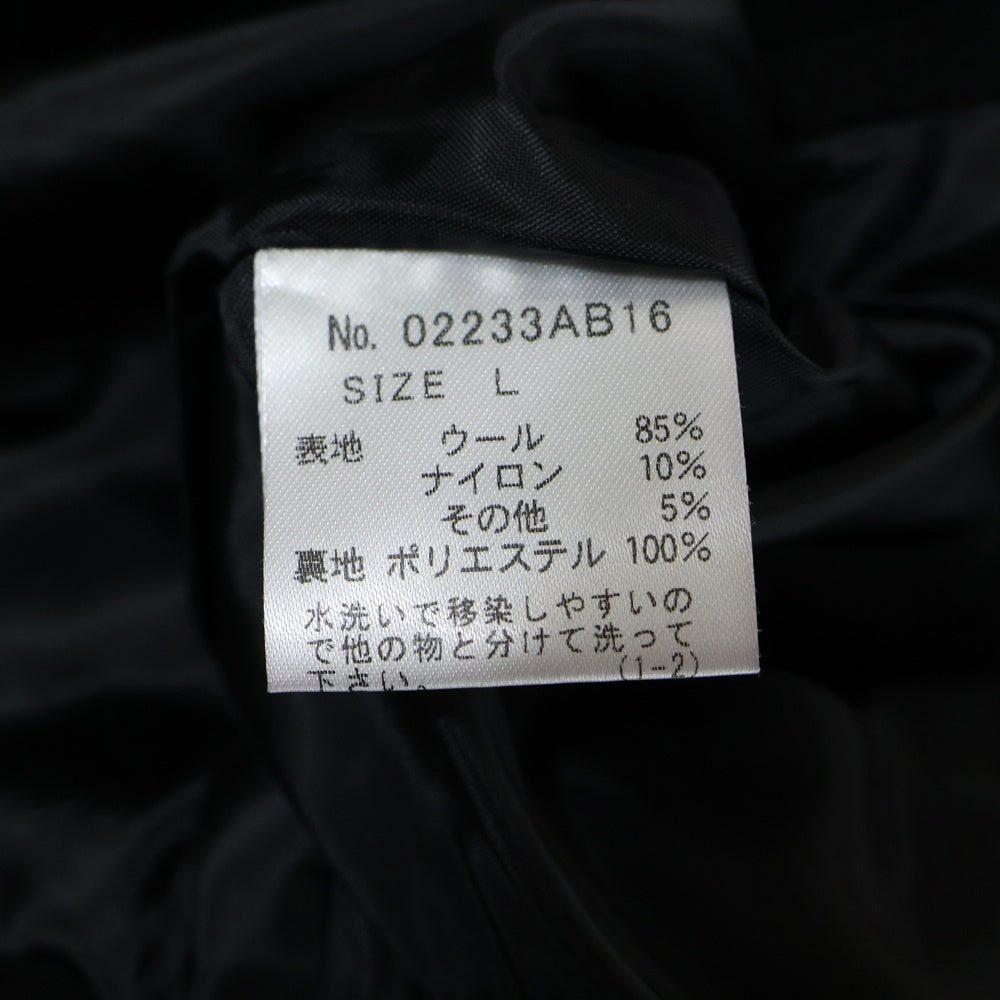 No. 02233AB16
SIZE L
表地 ウール 85%
ナイロン 10%
その他 5%
裏地 ポリエステル 100%
水洗いで移染しやすいの
で他の物と分けて洗って
下さい。 (1-2)